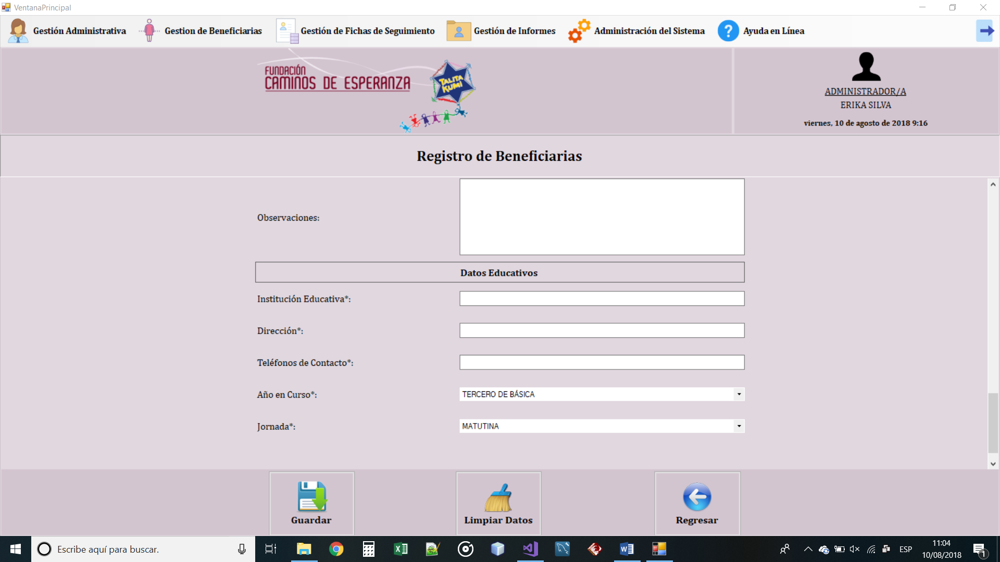 VentanaPrincipal
Gestión Administrativa
Gestion de Beneficiarias
Gestión de Fichas de Seguimiento
Gestión de Informes
Administración del Sistema
Ayuda en Línea
FUNDACIÓN
CAMINOS DE ESPERANZA
TALITA
KUMI
ADMINISTRADOR/A
ERIKA SILVA
viernes, 10 de agosto de 2018 9:16
Registro de Beneficiarias
Observaciones:
Datos Educativos
Institución Educativa*:
Dirección*:
Teléfonos de Contacto*:
Año en Curso*:
TERCERO DE BÁSICA
Jornada*:
MATUTINA
Guardar
Limpiar Datos
Regresar
Escribe aquí para buscar.
ESP
11:04
10/08/2018
1